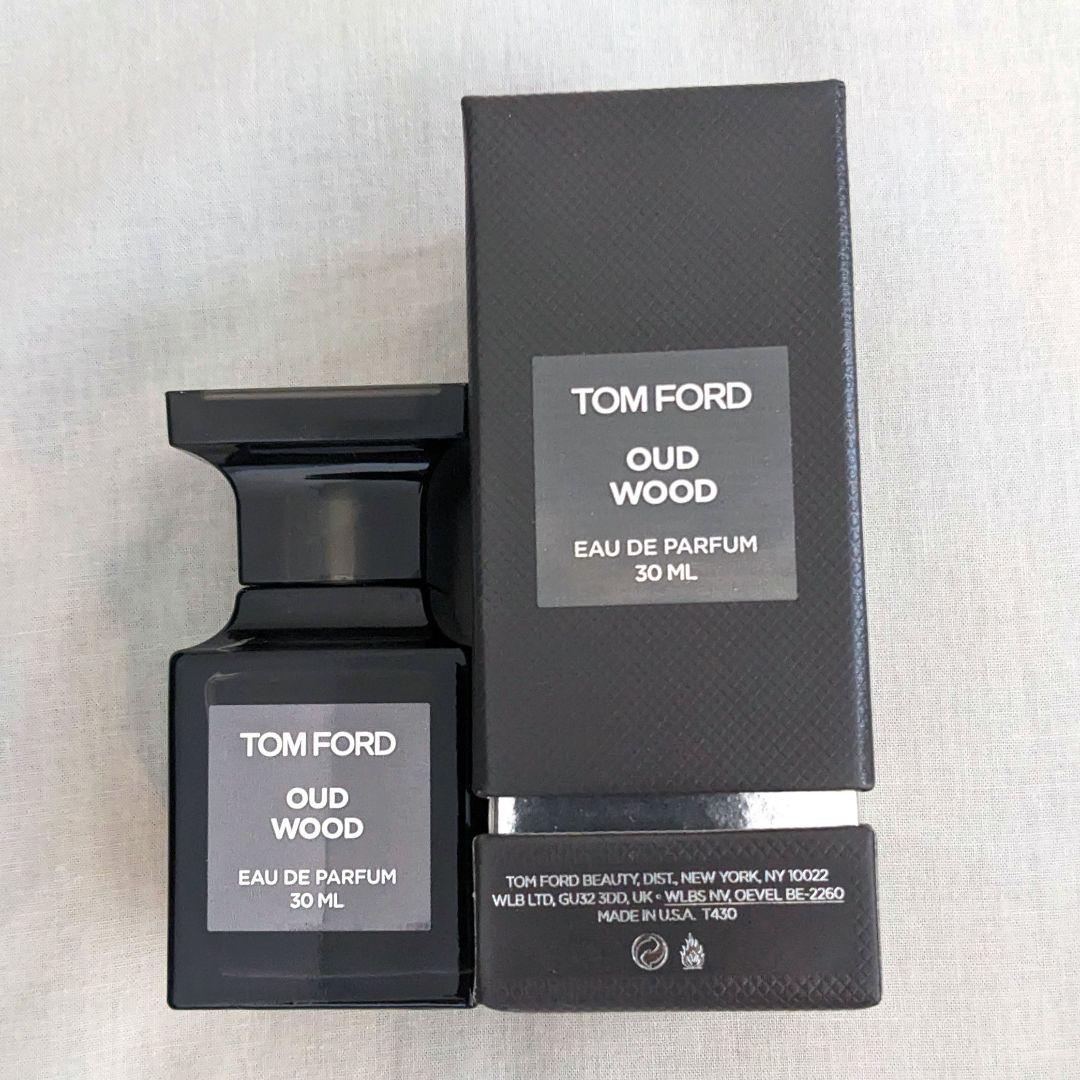 TOM FORD
OUD
WOOD
EAU DE PARFUM
30 ML
TOM FORD BEAUTY, DIST., NEW YORK, NY 10022
WLB LTD, GU32 3DD, UK • WLBS NV, OEVEL BE-2260
MADE IN U.S.A. T430
TOM FORD
OUD
WOOD
EAU DE PARFUM
30 ML